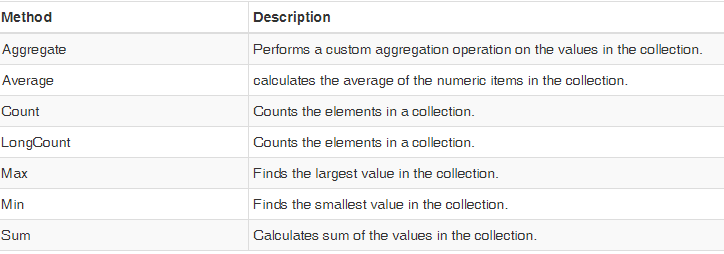 Method Description
Aggregate Performs a custom aggregation operation on the values in the collection.
Average calculates the average of the numeric items in the collection.
Count Counts the elements in a collection.
LongCount Counts the elements in a collection.
Max Finds the largest value in the collection.
Min Finds the smallest value in the collection.
Sum Calculates sum of the values in the collection.